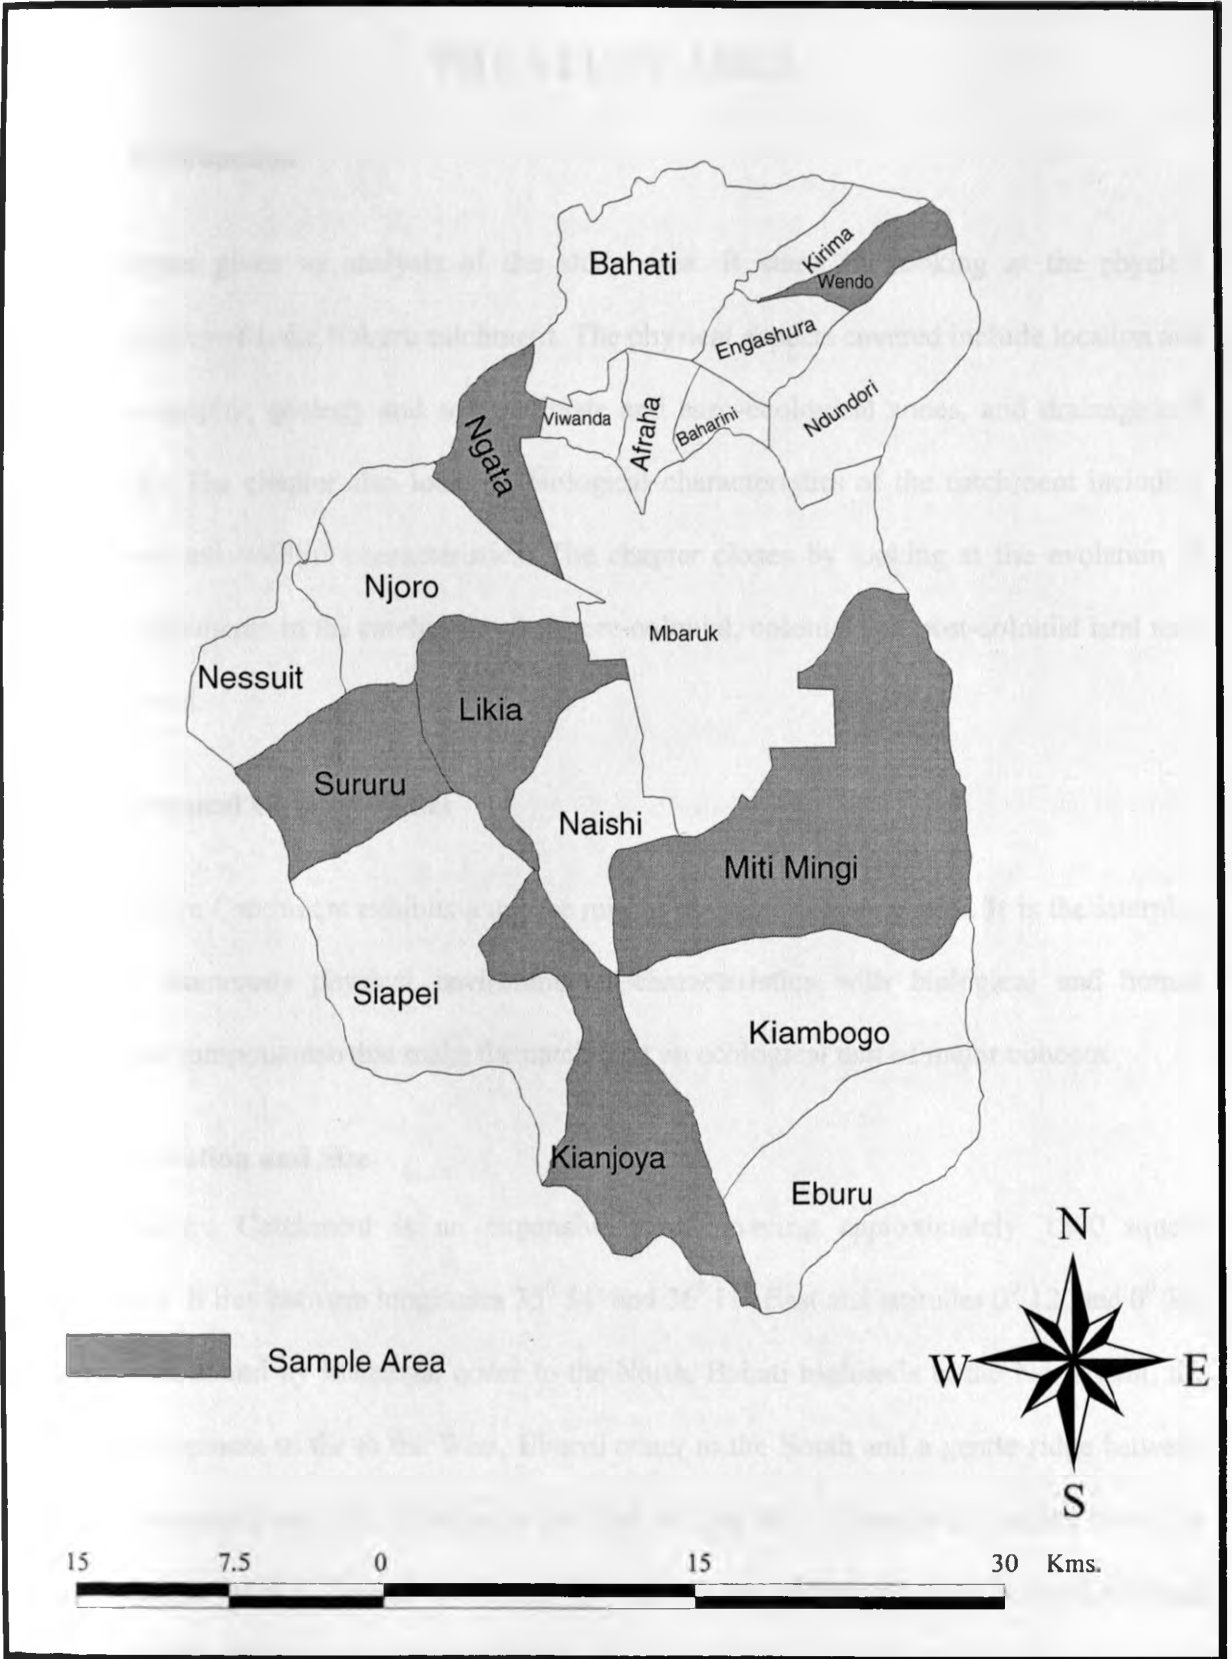 Bahati
Kirima
Wendo
Engashura
Ndundori
Viwanda
Afraha
Baharini
Ngata
Njoro
Mbaruk
Nessuit
Likia
Sururu
Naishi
Miti Mingi
Siapei
Kiambogo
Kianjoya
Eburu
N
Sample Area
W E
S
15 7.5 0 15 30 Kms.